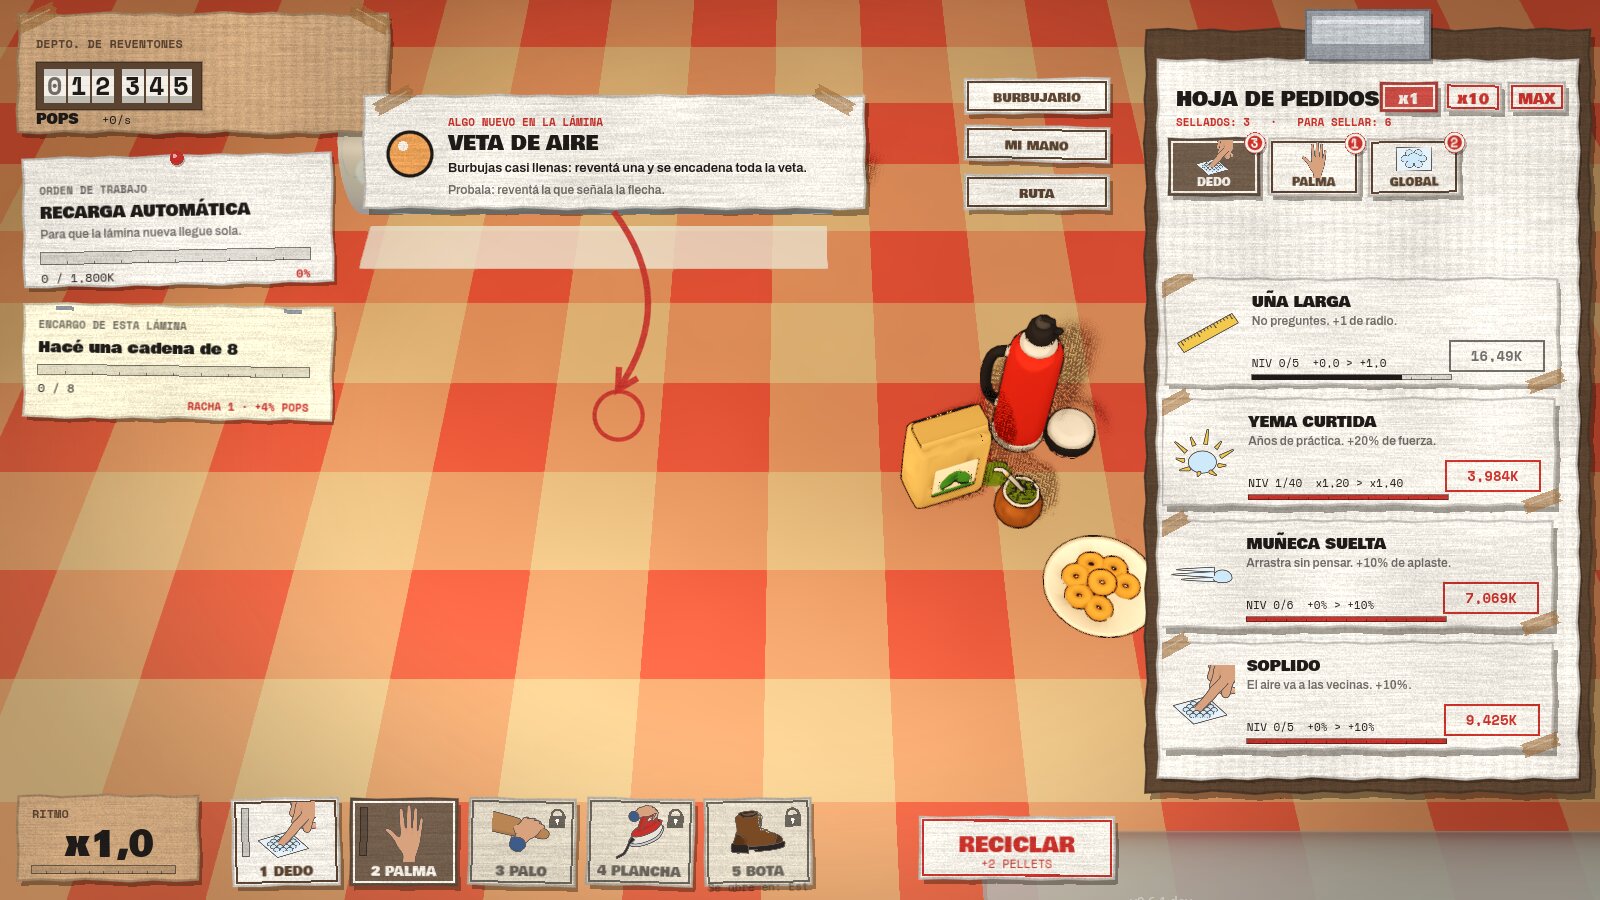 DEPTO. DE REVENTONES
012345
POPS +0/s
ORDEN DE TRABAJO
RECARGA AUTOMÁTICA
Para que la lámina nueva llegue sola.
0 / 1.800K 0%
ENCARGO DE ESTA LÁMINA
Hacé una cadena de 8
0 / 8
RACHA 1 · +4% POPS
ALGO NUEVO EN LA LÁMINA
VETA DE AIRE
Burbujas casi llenas: reventá una y se encadena toda la veta.
Probala: reventá la que señala la flecha.
BURBUJARIO
MI MANO
RUTA
HOJA DE PEDIDOS x1 x10 MAX
SELLADOS: 3 · PARA SELLAR: 6
3 1 2
DEDO PALMA GLOBAL
UÑA LARGA
No preguntes. +1 de radio.
NIV 0/5 +0,0 > +1,0 16,49K
YEMA CURTIDA
Años de práctica. +20% de fuerza.
NIV 1/40 x1,20 > x1,40 3,984K
MUÑECA SUELTA
Arrastra sin pensar. +10% de aplaste.
NIV 0/6 +0% > +10% 7,069K
SOPLIDO
El aire va a las vecinas. +10%.
NIV 0/5 +0% > +10% 9,425K
RITMO
x1,0
1 DEDO 2 PALMA 3 PALO 4 PLANCHA 5 BOTA
Se abre en: Est.
RECICLAR
+2 PELLETS